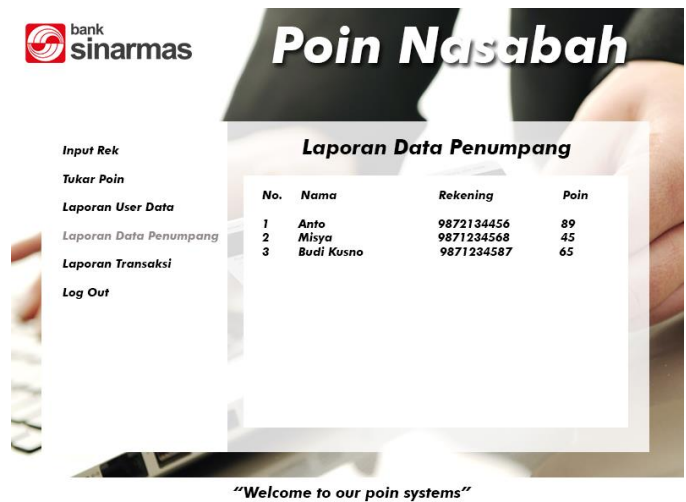 bank
sinarmas
Poin Nasabah
Input Rek
Tukar Poin
Laporan User Data
Laporan Data Penumpang
Laporan Transaksi
Log Out
Laporan Data Penumpang
No. Nama Rekening Poin
1 Anto 9872134456 89
2 Misya 9871234568 45
3 Budi Kusno 9871234587 65
“Welcome to our poin systems”